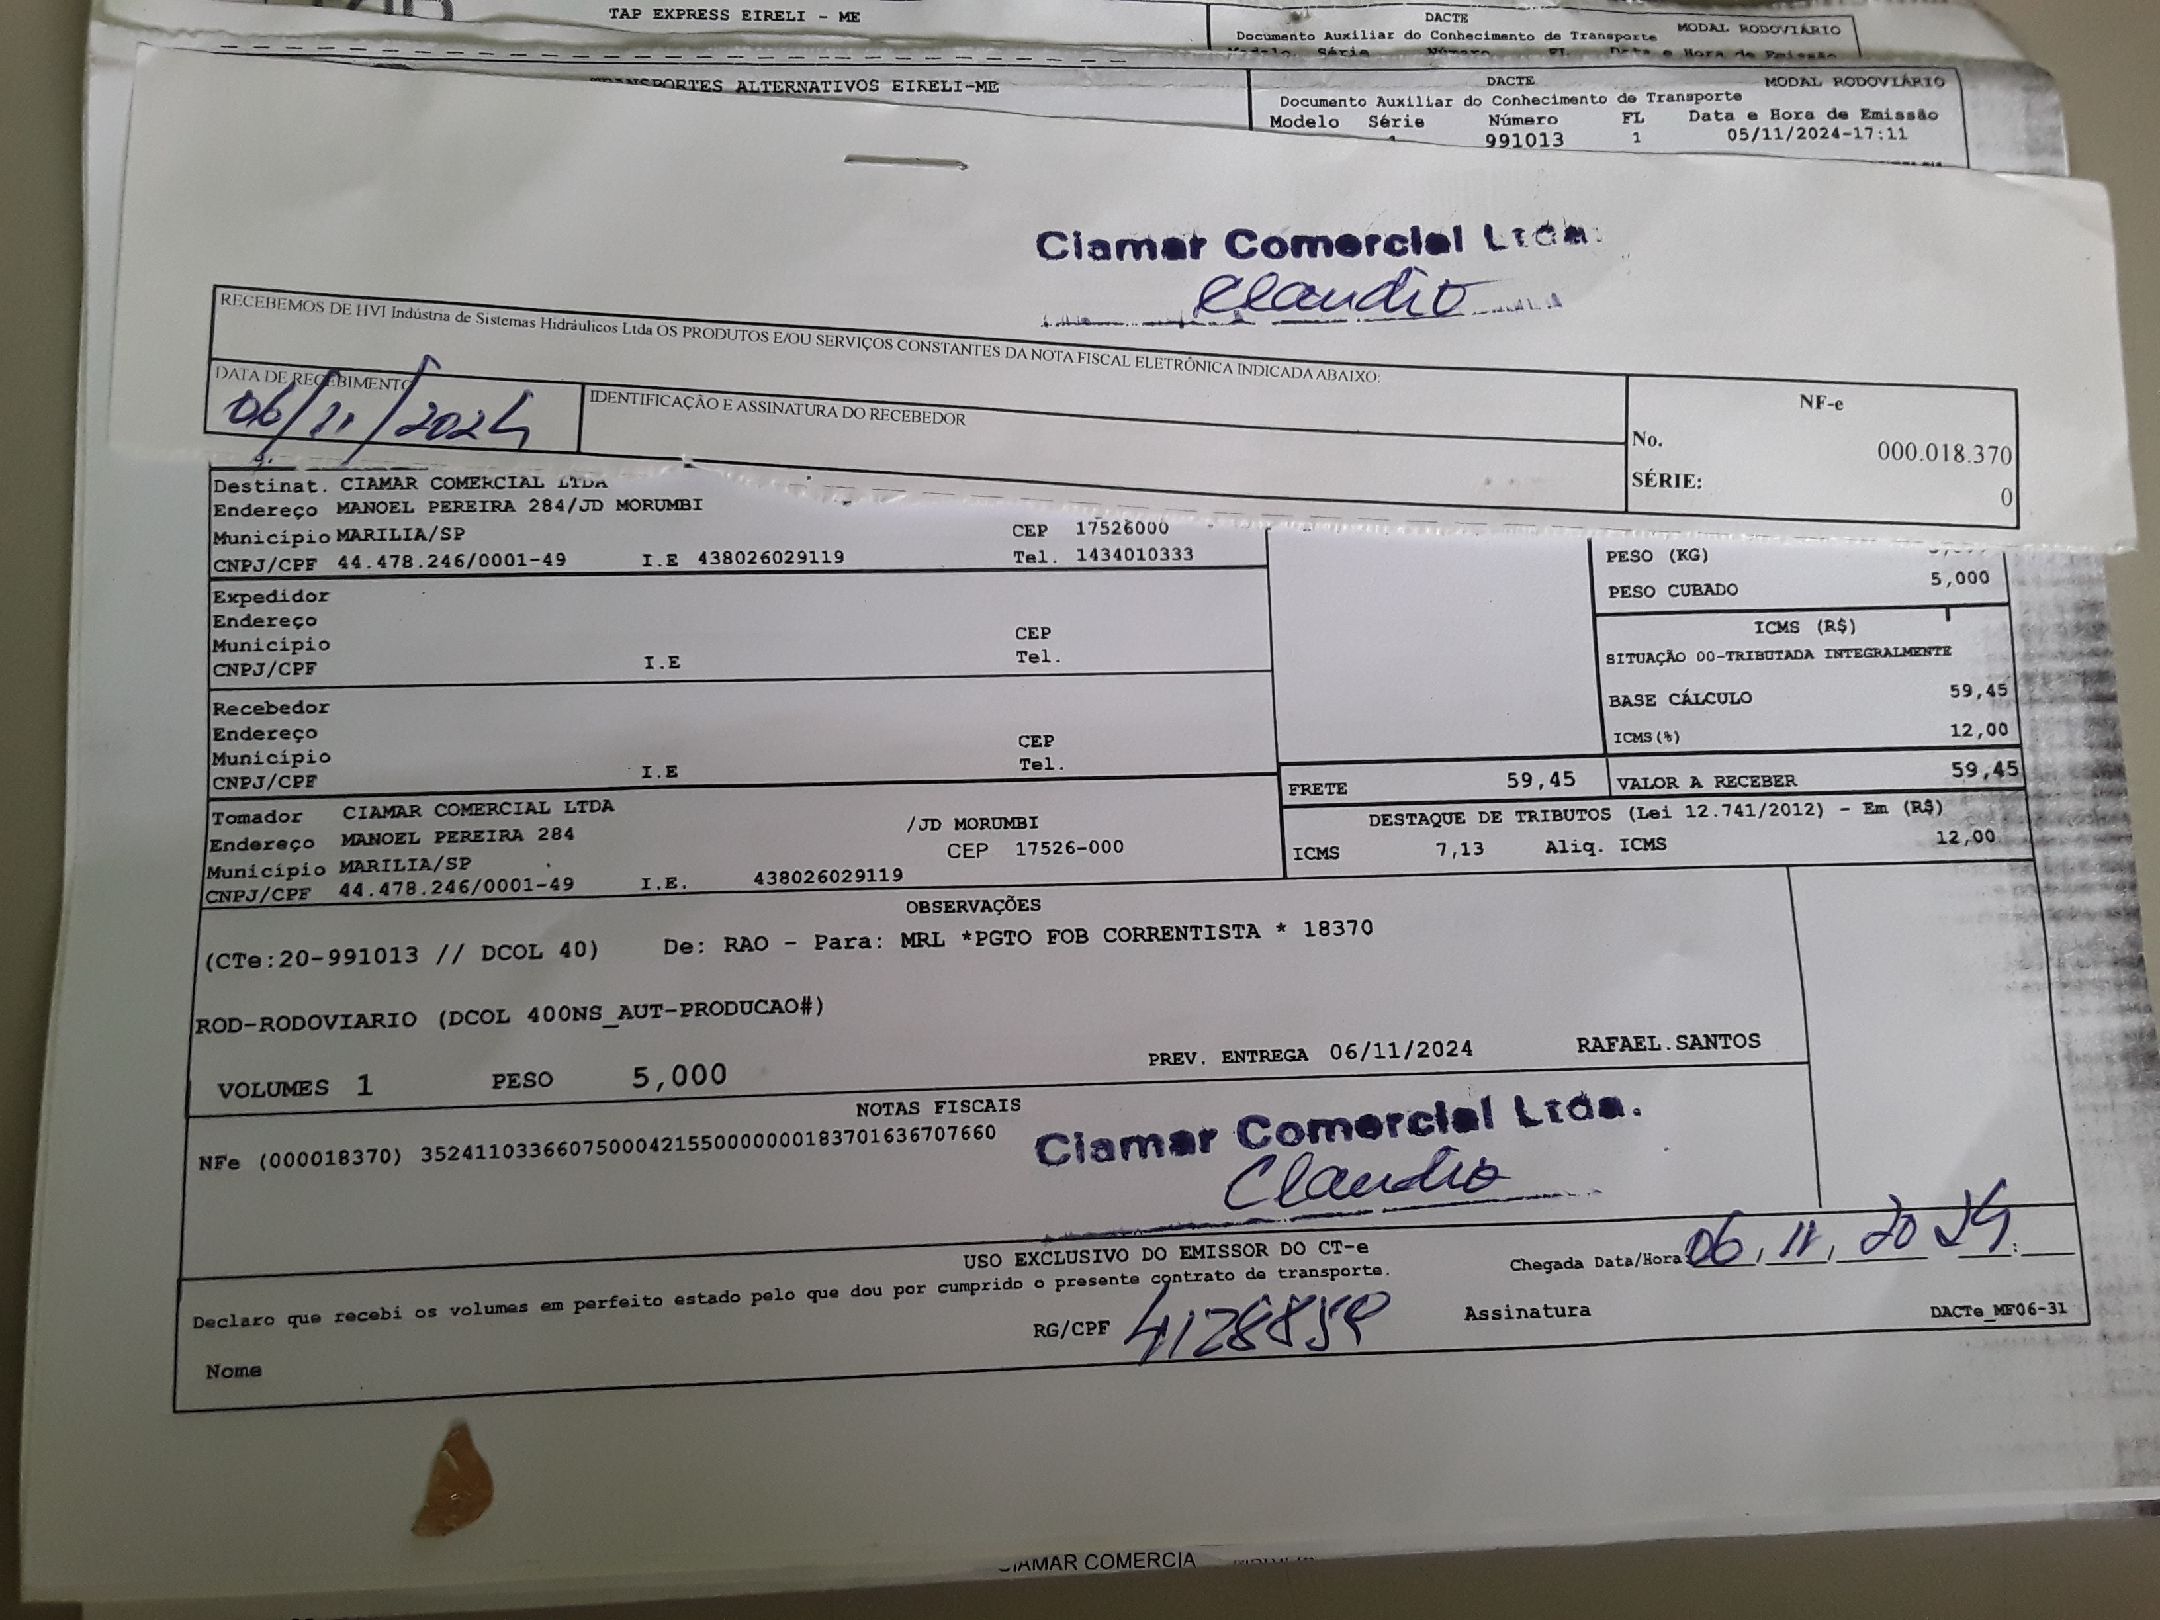 TAP EXPRESS EIRELI - ME
DACTE
MODAL RODOVIÁRIO
Documento Auxiliar do Conhecimento de Transporte
Modelo Série Número FL Data e Hora de Emissão
TRANSPORTES ALTERNATIVOS EIRELI-ME
DACTE
MODAL RODOVIÁRIO
Documento Auxiliar do Conhecimento de Transporte
Modelo Série Número FL Data e Hora de Emissão
991013 1 05/11/2024-17:11
Ciamar Comercial Ltda.
Claudio
RECEBEMOS DE HVI Indústria de Sistemas Hidráulicos Ltda OS PRODUTOS E/OU SERVIÇOS CONSTANTES DA NOTA FISCAL ELETRÔNICA INDICADA ABAIXO:
DATA DE RECEBIMENTO
06/11/2024
IDENTIFICAÇÃO E ASSINATURA DO RECEBEDOR
NF-e
No. 000.018.370
SÉRIE: 0
Destinat. CIAMAR COMERCIAL LTDA
Endereço MANOEL PEREIRA 284/JD MORUMBI
Município MARILIA/SP CEP 17526000
CNPJ/CPF 44.478.246/0001-49 I.E 438026029119 Tel. 1434010333
PESO (KG)
PESO CUBADO 5,000
Expedidor
Endereço
Município CEP
CNPJ/CPF I.E Tel.
ICMS (R$)
SITUAÇÃO 00-TRIBUTADA INTEGRALMENTE
BASE CÁLCULO 59,45
ICMS(%) 12,00
Recebedor
Endereço
Município CEP
CNPJ/CPF I.E Tel.
FRETE 59,45 VALOR A RECEBER 59,45
Tomador CIAMAR COMERCIAL LTDA
Endereço MANOEL PEREIRA 284 /JD MORUMBI
Município MARILIA/SP CEP 17526-000
CNPJ/CPF 44.478.246/0001-49 I.E. 438026029119
DESTAQUE DE TRIBUTOS (Lei 12.741/2012) - Em (R$)
ICMS 7,13 Aliq. ICMS 12,00
OBSERVAÇÕES
(CTe:20-991013 // DCOL 40) De: RAO - Para: MRL *PGTO FOB CORRENTISTA * 18370
ROD-RODOVIARIO (DCOL 400NS_AUT-PRODUCAO#)
VOLUMES 1 PESO 5,000 PREV. ENTREGA 06/11/2024 RAFAEL.SANTOS
NOTAS FISCAIS
NFe (000018370) 35241103366075000421550000000183701636707660
Ciamar Comercial Ltda.
Claudio
USO EXCLUSIVO DO EMISSOR DO CT-e
Declaro que recebi os volumes em perfeito estado pelo que dou por cumprido o presente contrato de transporte.
Chegada Data/Hora 06, 11, 2024
Nome
RG/CPF 4128859
Assinatura
DACTe_MF06-31
CIAMAR COMERCIA